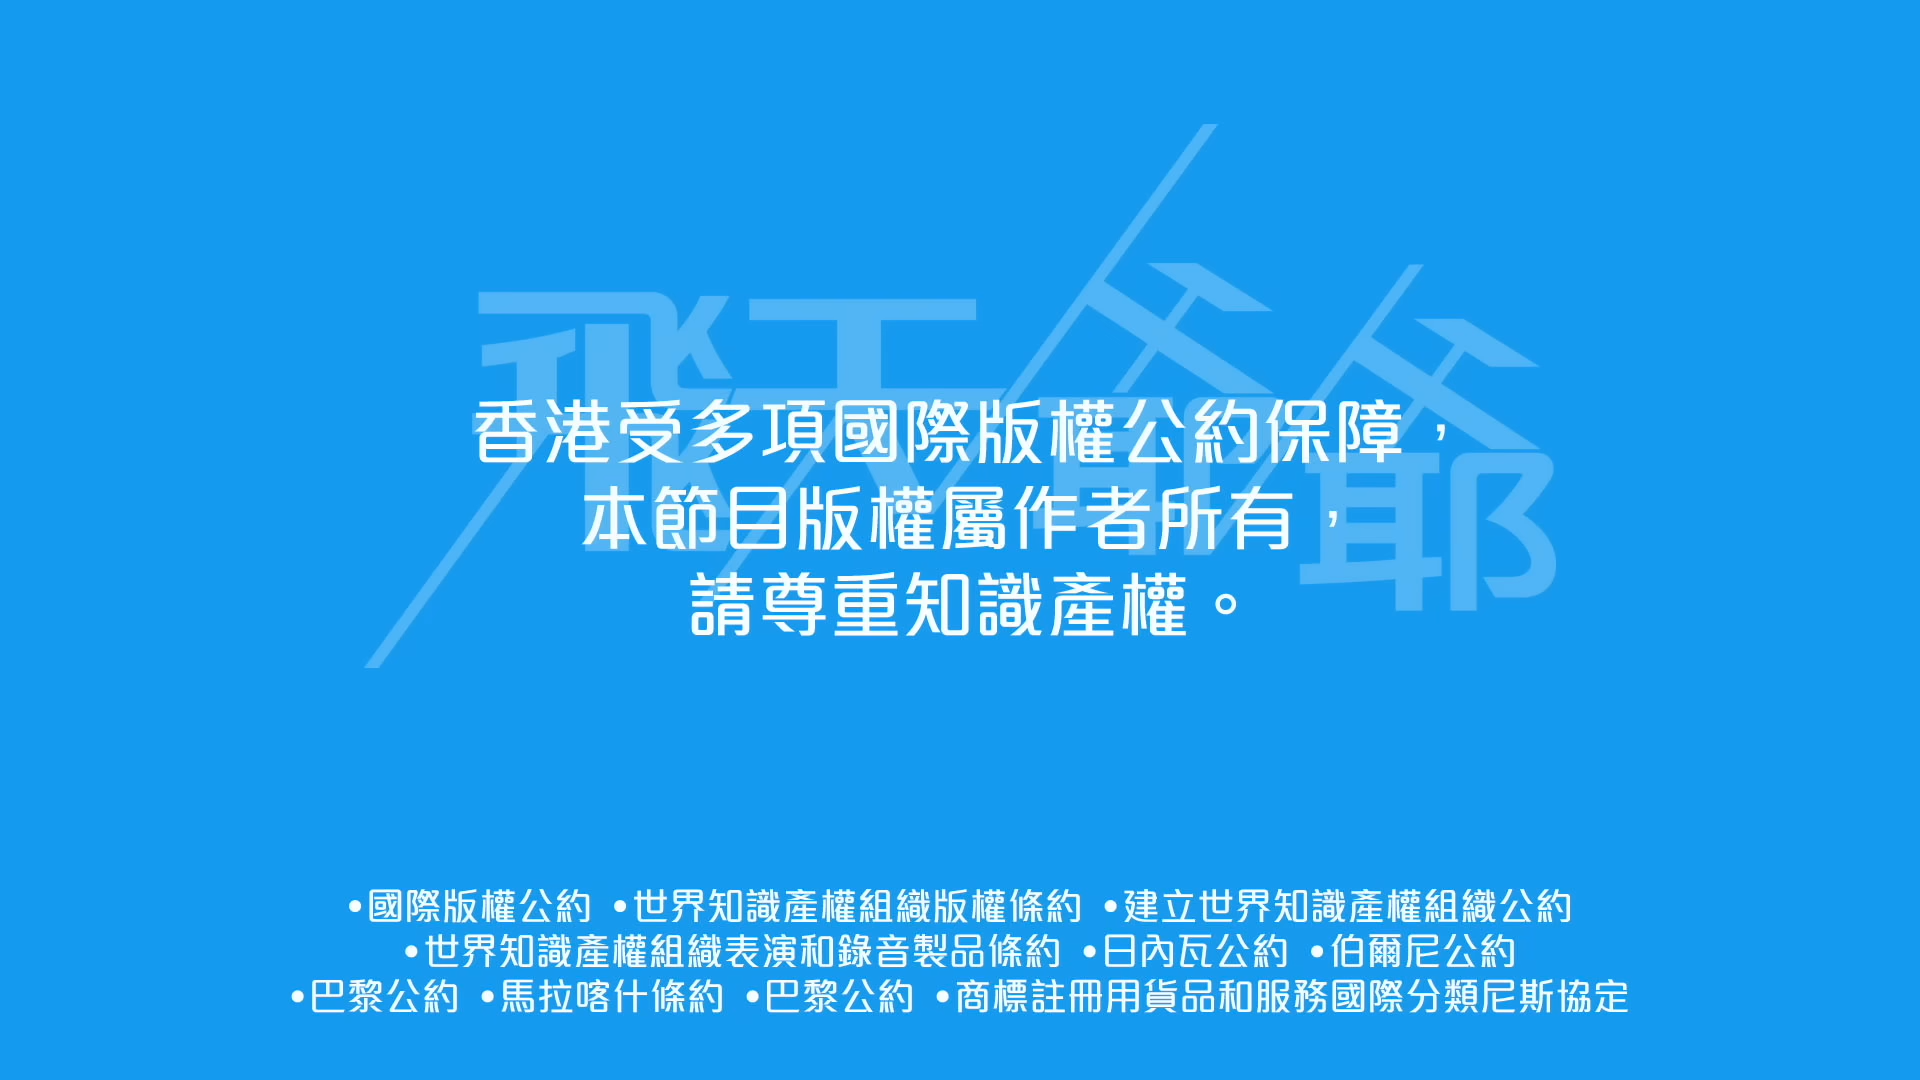 飛天爺爺
香港受多項國際版權公約保障，
本節目版權屬作者所有，
請尊重知識產權。
•國際版權公約 •世界知識產權組織版權條約 •建立世界知識產權組織公約
•世界知識產權組織表演和錄音製品條約 •日內瓦公約 •伯爾尼公約
•巴黎公約 •馬拉喀什條約 •巴黎公約 •商標註冊用貨品和服務國際分類尼斯協定